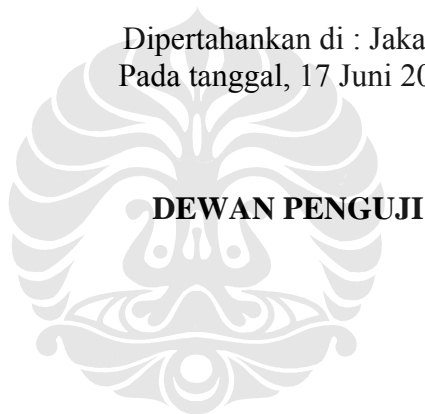 Dipertahankan di : Jaka
Pada tanggal, 17 Juni 20
DEWAN PENGUJI